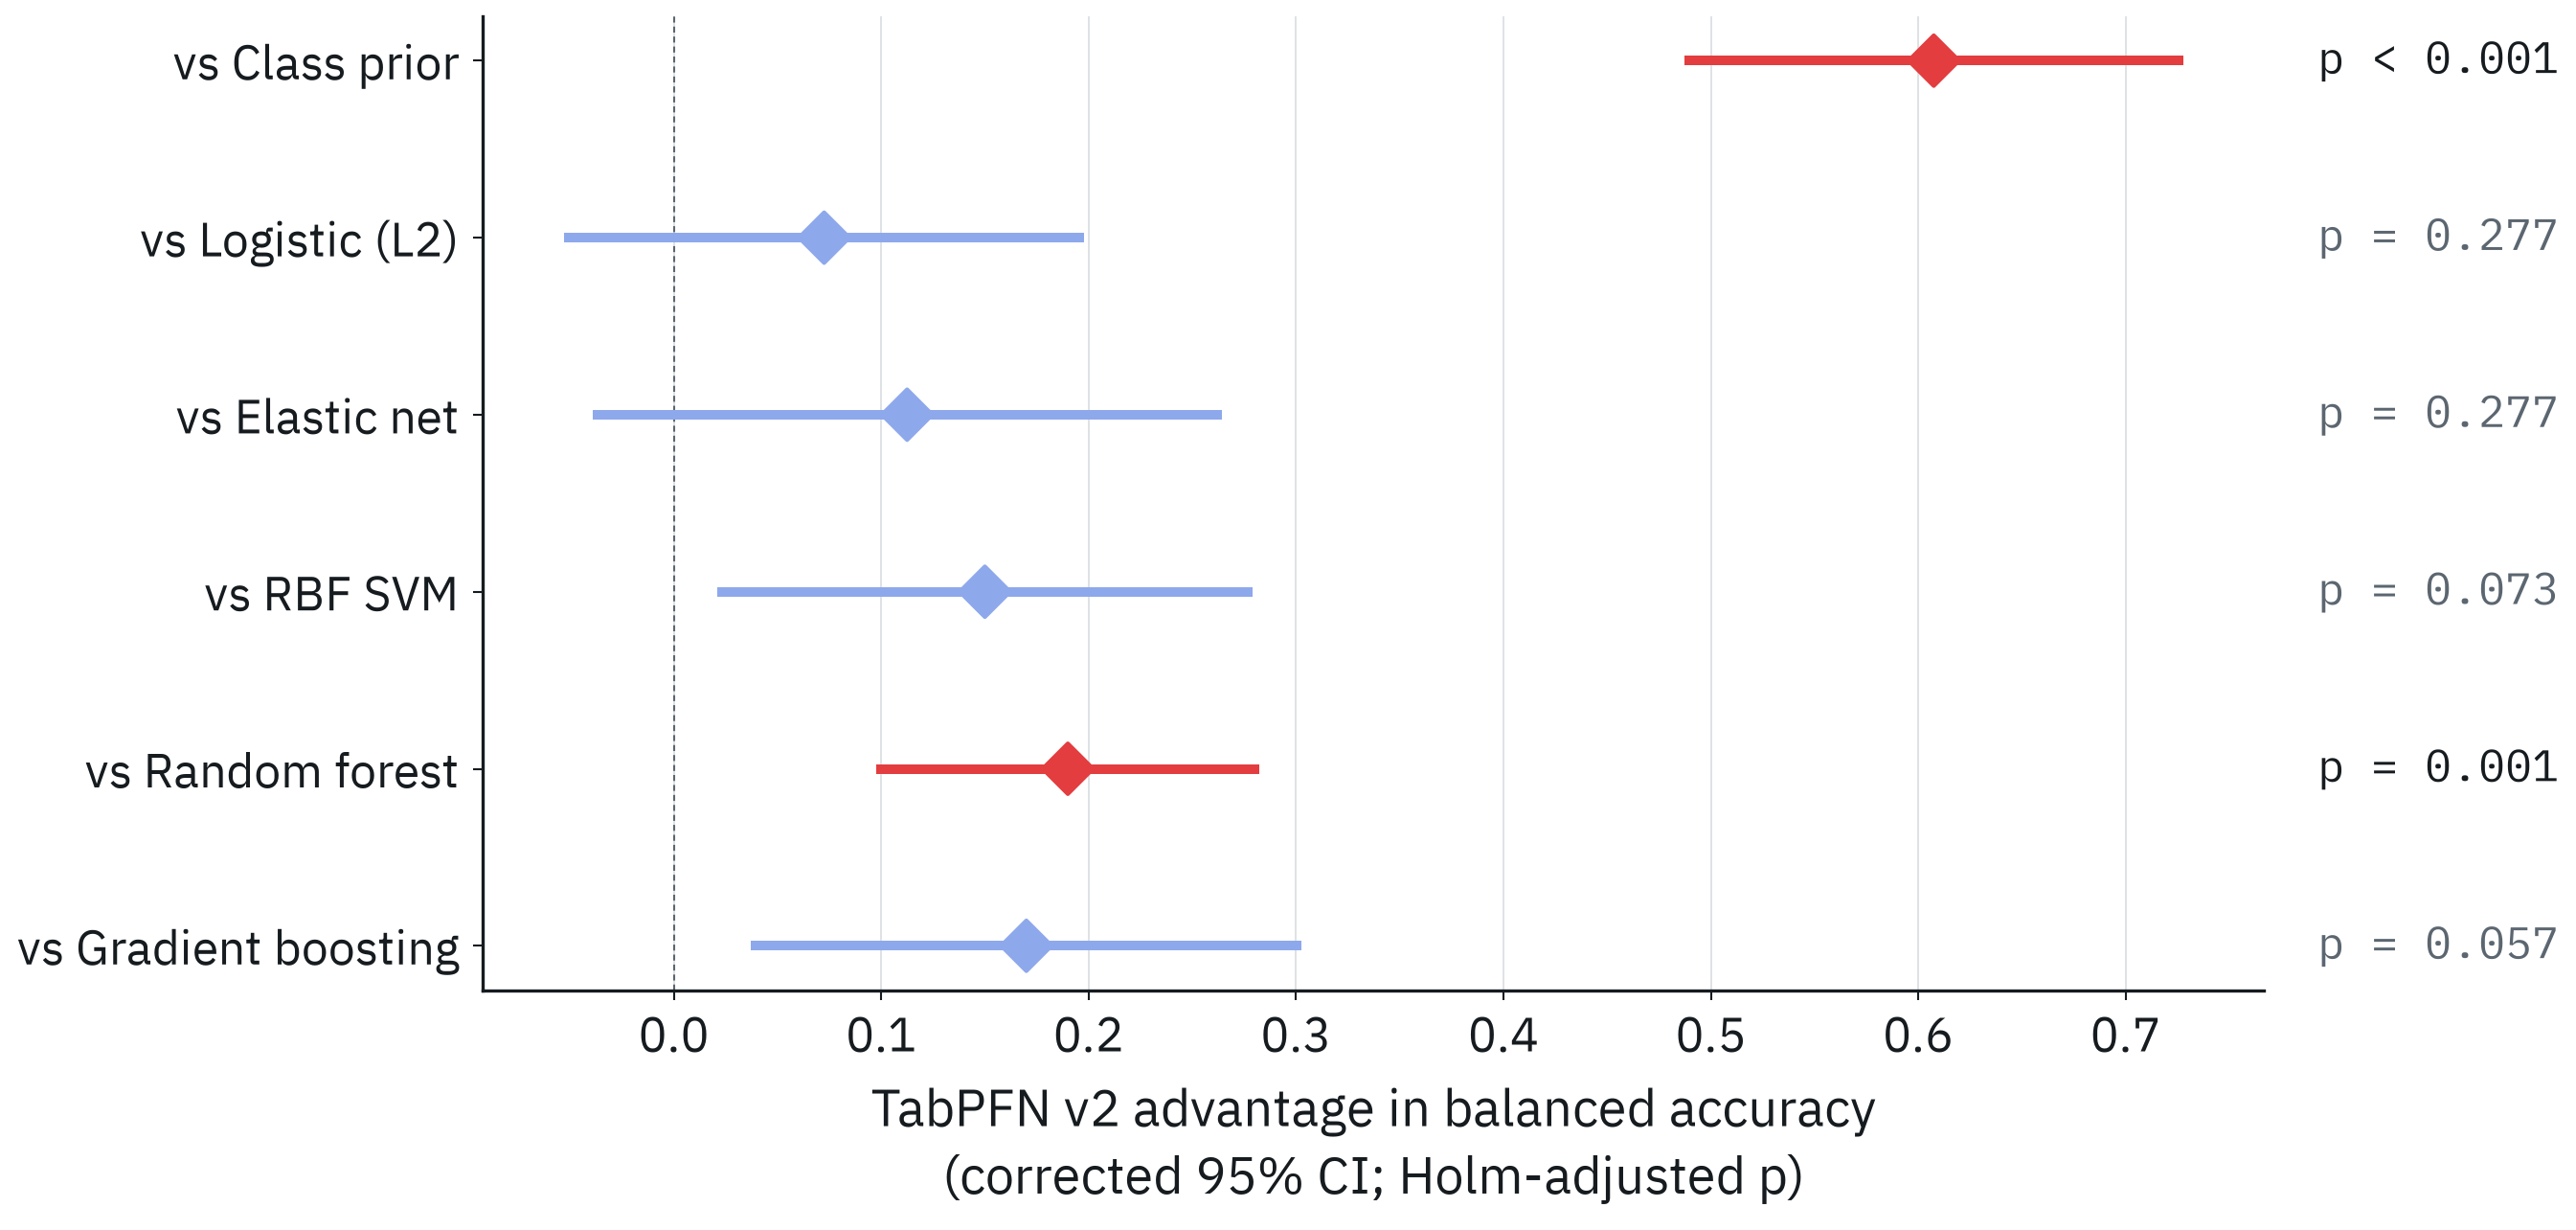 vs Class prior p < 0.001
vs Logistic (L2) p = 0.277
vs Elastic net p = 0.277
vs RBF SVM p = 0.073
vs Random forest p = 0.001
vs Gradient boosting p = 0.057
0.0 0.1 0.2 0.3 0.4 0.5 0.6 0.7
TabPFN v2 advantage in balanced accuracy
(corrected 95% CI; Holm-adjusted p)